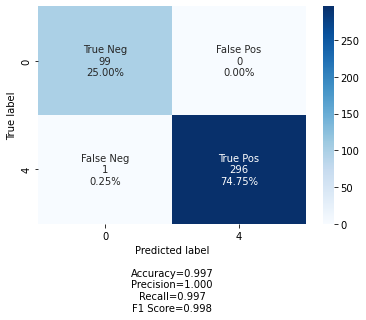 True Neg
99
25.00%
False Pos
0
0.00%
False Neg
1
0.25%
True Pos
296
74.75%
0
4
True label
0
4
Predicted label
250
200
150
100
50
0
Accuracy=0.997
Precision=1.000
Recall=0.997
F1 Score=0.998